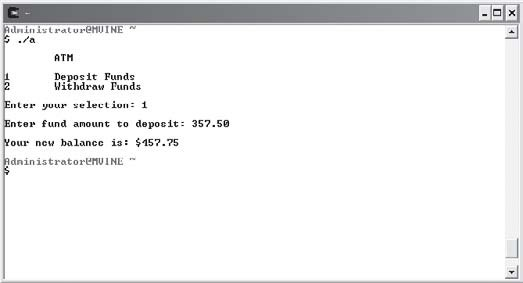 ~
Administrator@MVINE ~
$ ./a
ATM
1 Deposit Funds
2 Withdraw Funds
Enter your selection: 1
Enter fund amount to deposit: 357.50
Your new balance is: $457.75
Administrator@MVINE ~
$